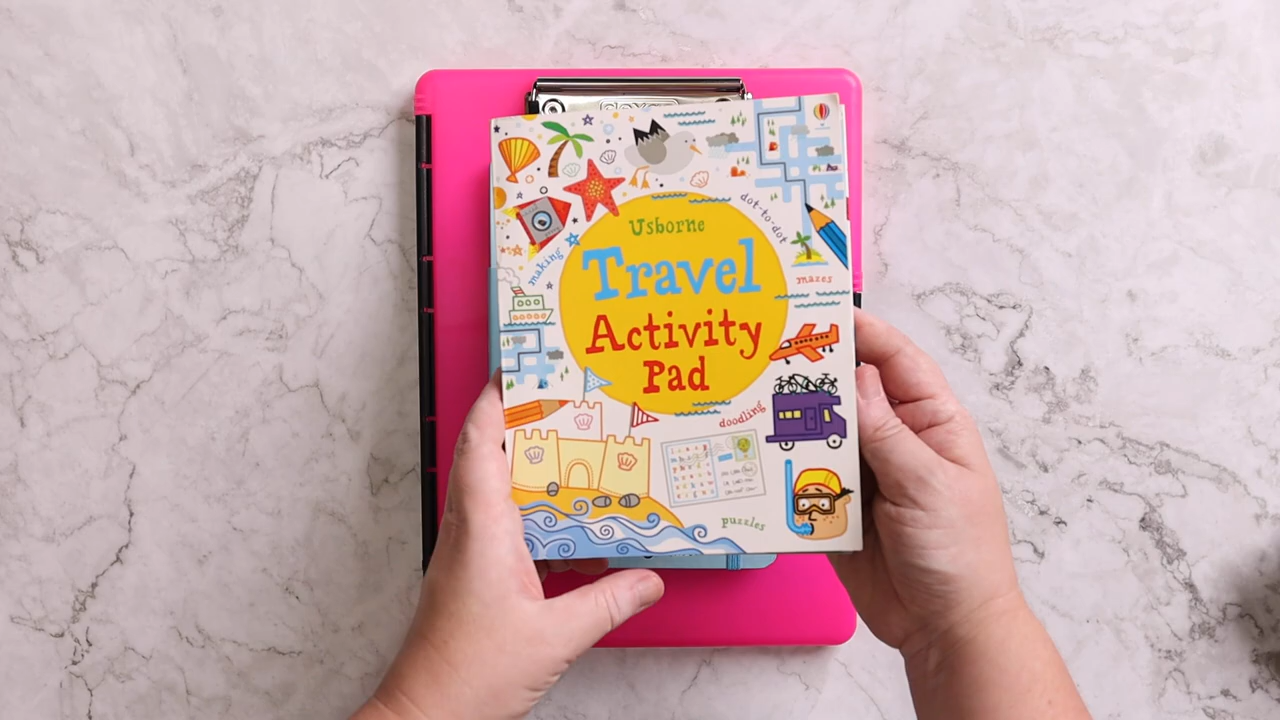 Usborne
Travel
Activity
Pad
dot-to-dot
making
mazes
doodling
puzzles